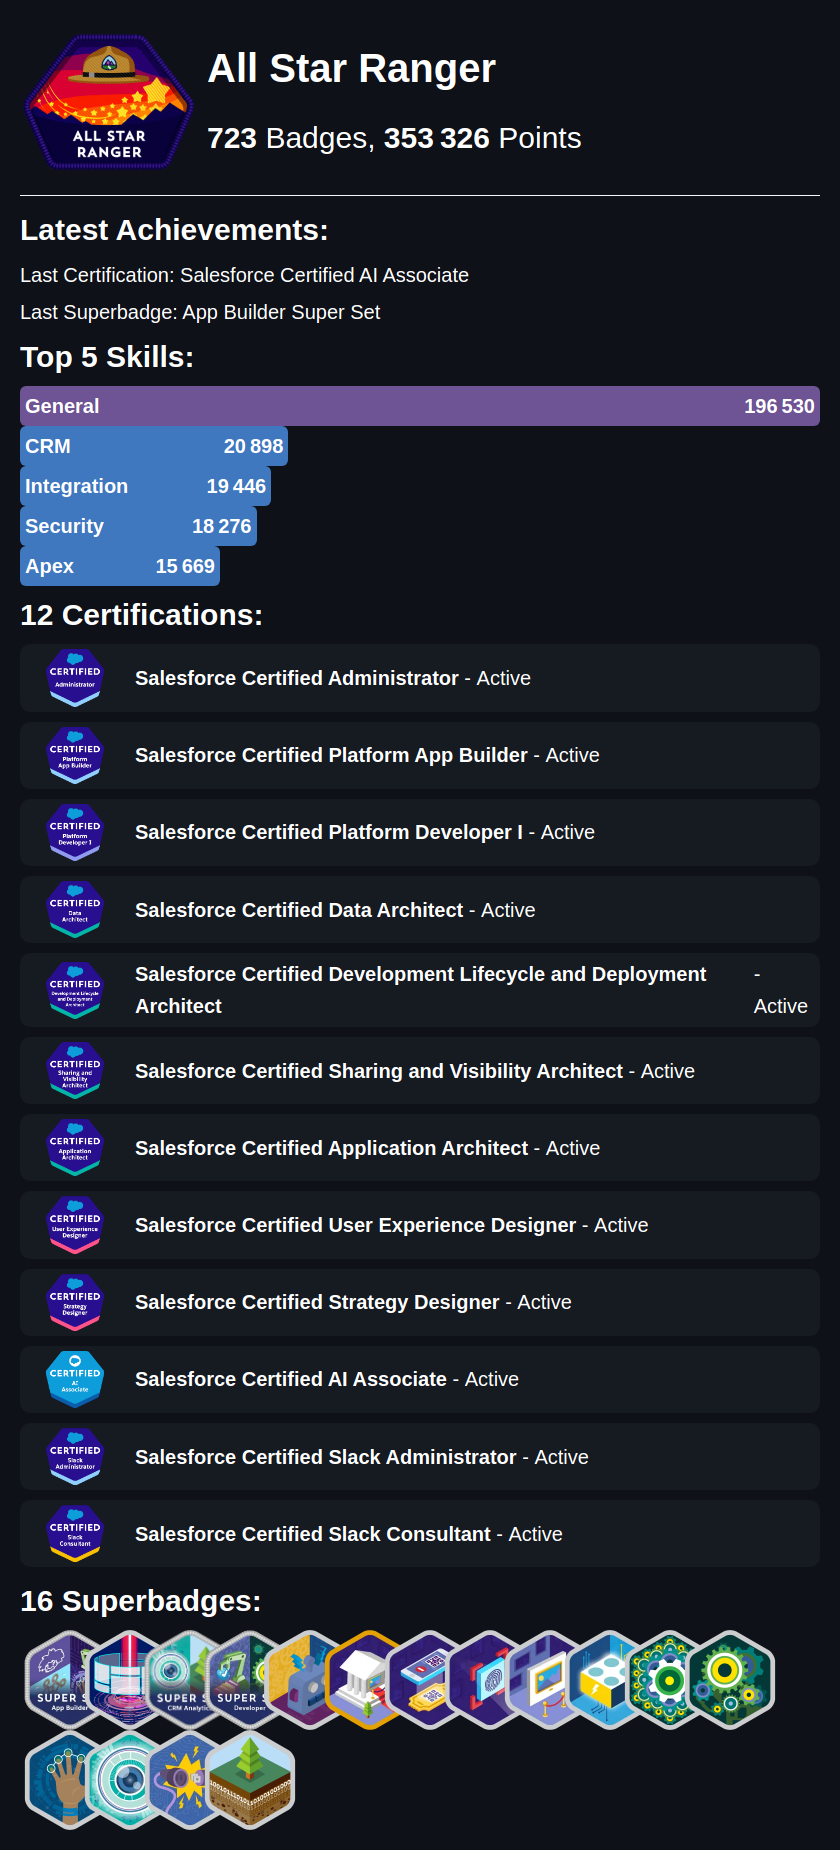 ALL STAR
RANGER
All Star Ranger
723 Badges, 353 326 Points
Latest Achievements:
Last Certification: Salesforce Certified AI Associate
Last Superbadge: App Builder Super Set
Top 5 Skills:
General 196 530
CRM 20 898
Integration 19 446
Security 18 276
Apex 15 669
12 Certifications:
CERTIFIED
Administrator
Salesforce Certified Administrator - Active
CERTIFIED
Platform
App Builder
Salesforce Certified Platform App Builder - Active
CERTIFIED
Platform
Developer I
Salesforce Certified Platform Developer I - Active
CERTIFIED
Data
Architect
Salesforce Certified Data Architect - Active
CERTIFIED
Development Lifecycle
and Deployment
Architect
Salesforce Certified Development Lifecycle and Deployment -
Architect Active
CERTIFIED
Sharing and
Visibility
Architect
Salesforce Certified Sharing and Visibility Architect - Active
CERTIFIED
Application
Architect
Salesforce Certified Application Architect - Active
CERTIFIED
User Experience
Designer
Salesforce Certified User Experience Designer - Active
CERTIFIED
Strategy
Designer
Salesforce Certified Strategy Designer - Active
CERTIFIED
AI
Associate
Salesforce Certified AI Associate - Active
CERTIFIED
Slack
Administrator
Salesforce Certified Slack Administrator - Active
CERTIFIED
Slack
Consultant
Salesforce Certified Slack Consultant - Active
16 Superbadges:
SUPER S SUPER S SUPER S
App Builder CRM Analytic Developer